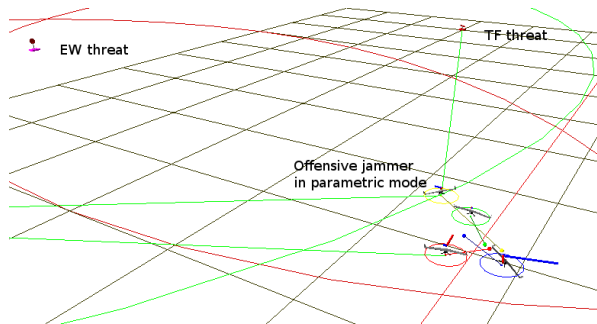 TF threat
EW threat
Offensive jammer
in parametric mode